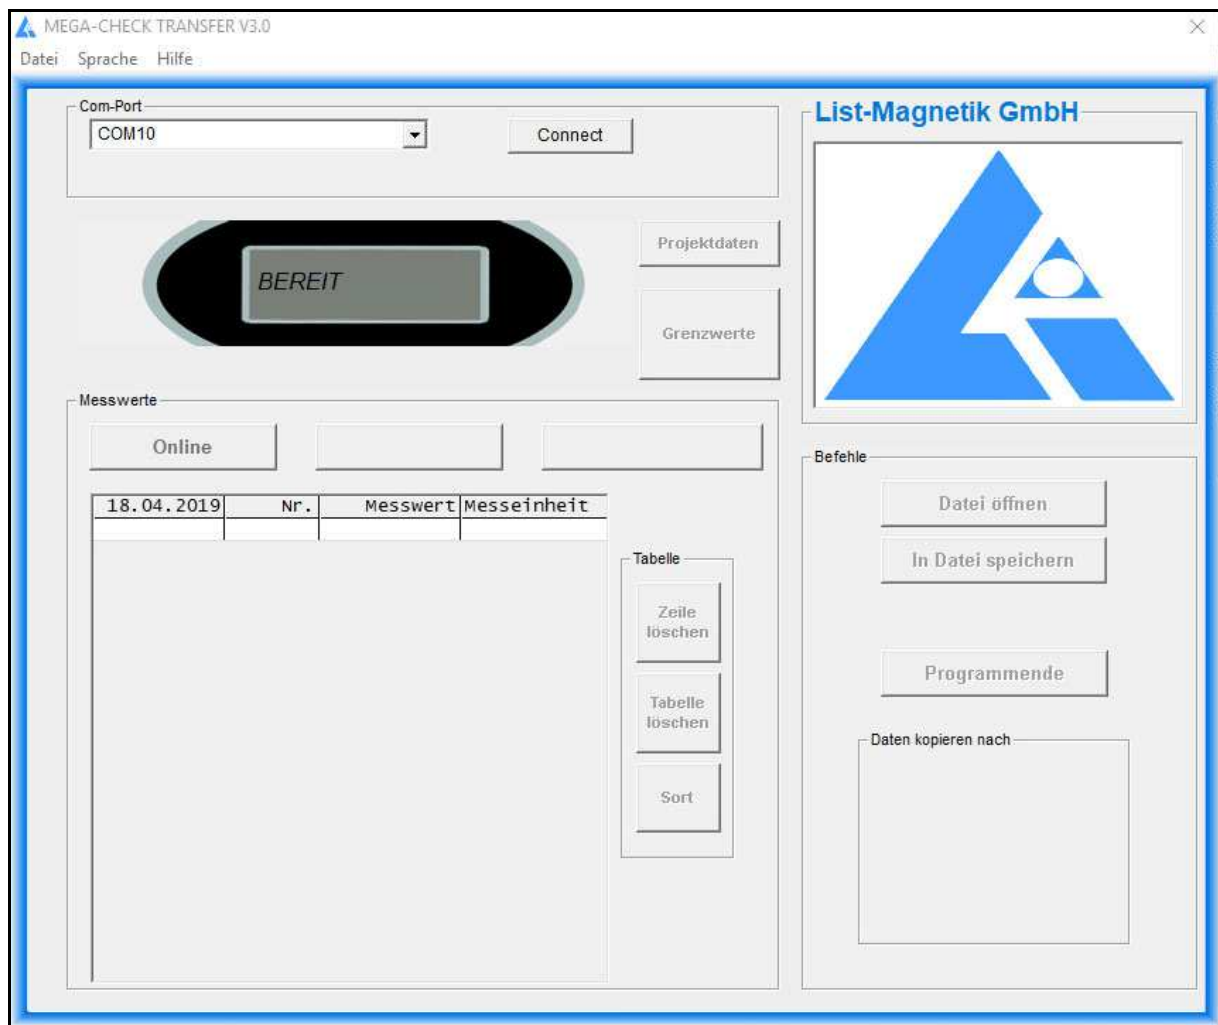 MEGA-CHECK TRANSFER V3.0
Datei Sprache Hilfe
Com-Port
COM10
Connect
List-Magnetik GmbH
BEREIT
Projektdaten
Grenzwerte
Messwerte
Online
18.04.2019 Nr. Messwert Messeinheit
Tabelle
Zeile
löschen
Tabelle
löschen
Sort
Befehle
Datei öffnen
In Datei speichern
Programmende
Daten kopieren nach